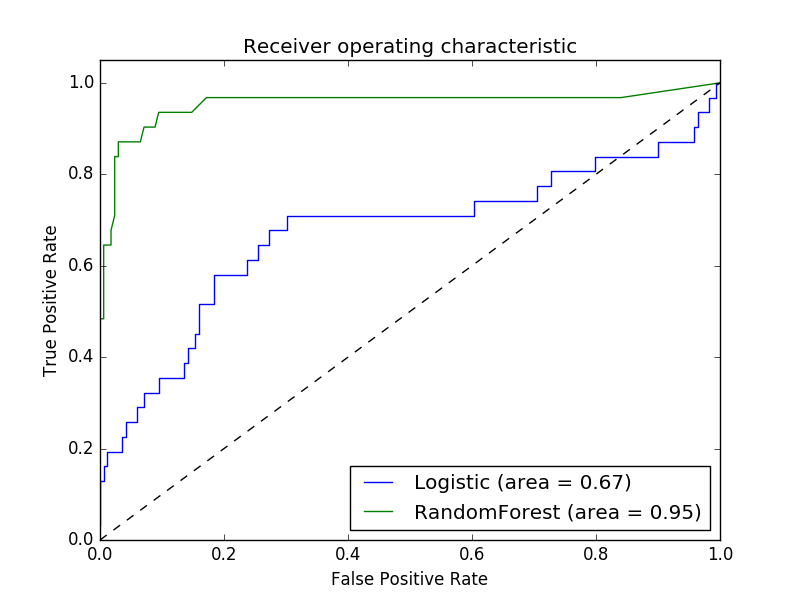 Receiver operating characteristic
True Positive Rate
1.0
0.8
0.6
0.4
0.2
0.0
Logistic (area = 0.67)
RandomForest (area = 0.95)
0.0 0.2 0.4 0.6 0.8 1.0
False Positive Rate